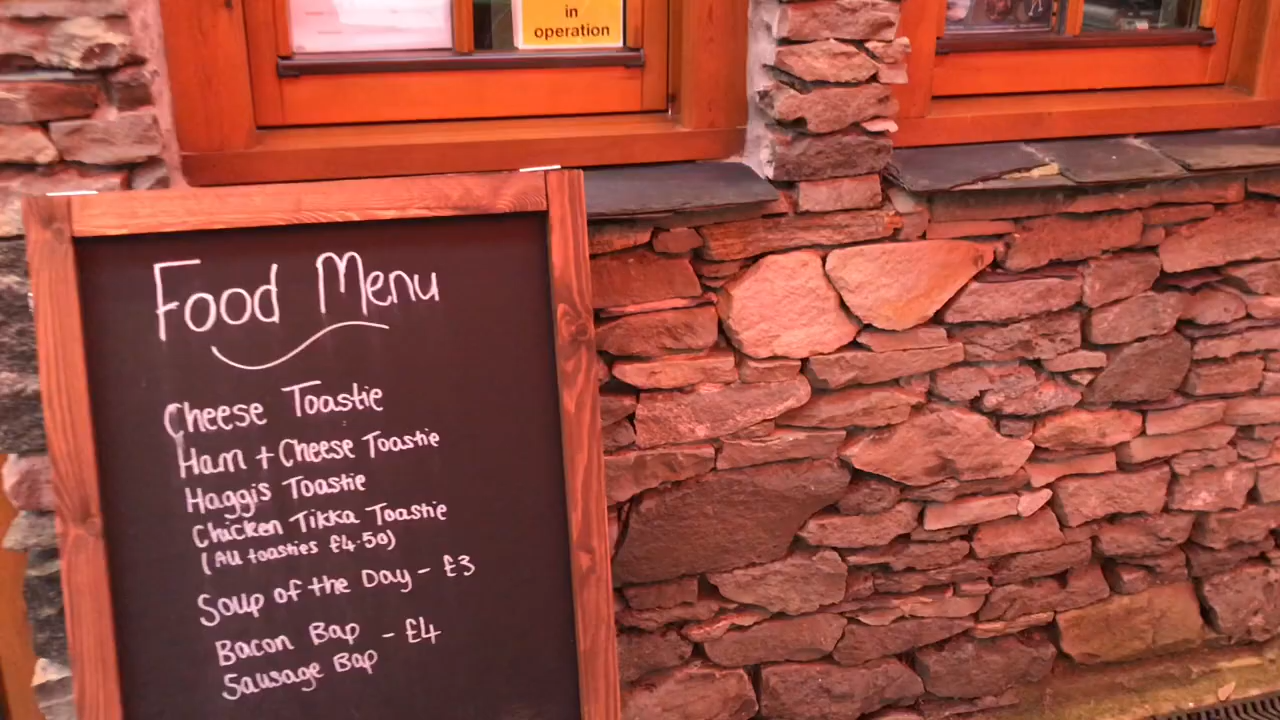 in
operation
Food Menu
Cheese Toastie
Ham + Cheese Toastie
Haggis Toastie
Chicken Tikka Toastie
(All toasties £4.50)
Soup of the Day - £3
Bacon Bap - £4
Sausage Bap